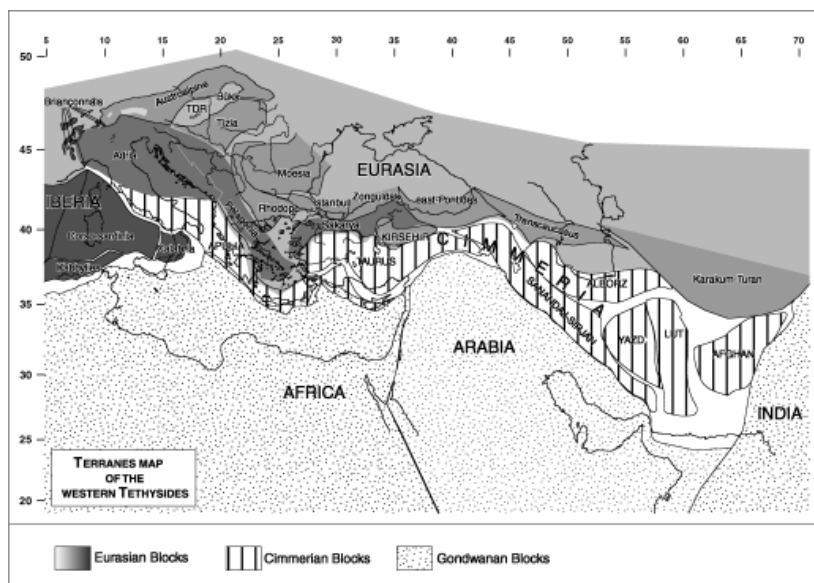 5 10 15 20 25 30 35 40 45 50 55 60 65 70
50
45
40
35
30
25
20
Briançonnais
Austroalpine
Bükk
TDR
Tizia
Adria
Moesia
EURASIA
IBERIA
Rhodope
Istanbul
Zonguldak
east-Pontides
Pelagonia
Sakarya
Transcaucasus
APULIA
KIRSEHIR
CIMMERIA
TAURUS
ALBORZ
Karakum-Turan
SANANDAJ-SIRJAN
YAZD
LUT
AFGHAN
ARABIA
AFRICA
INDIA
TERRANES MAP
OF THE
WESTERN TETHYSIDES
Eurasian Blocks
Cimmerian Blocks
Gondwanan Blocks